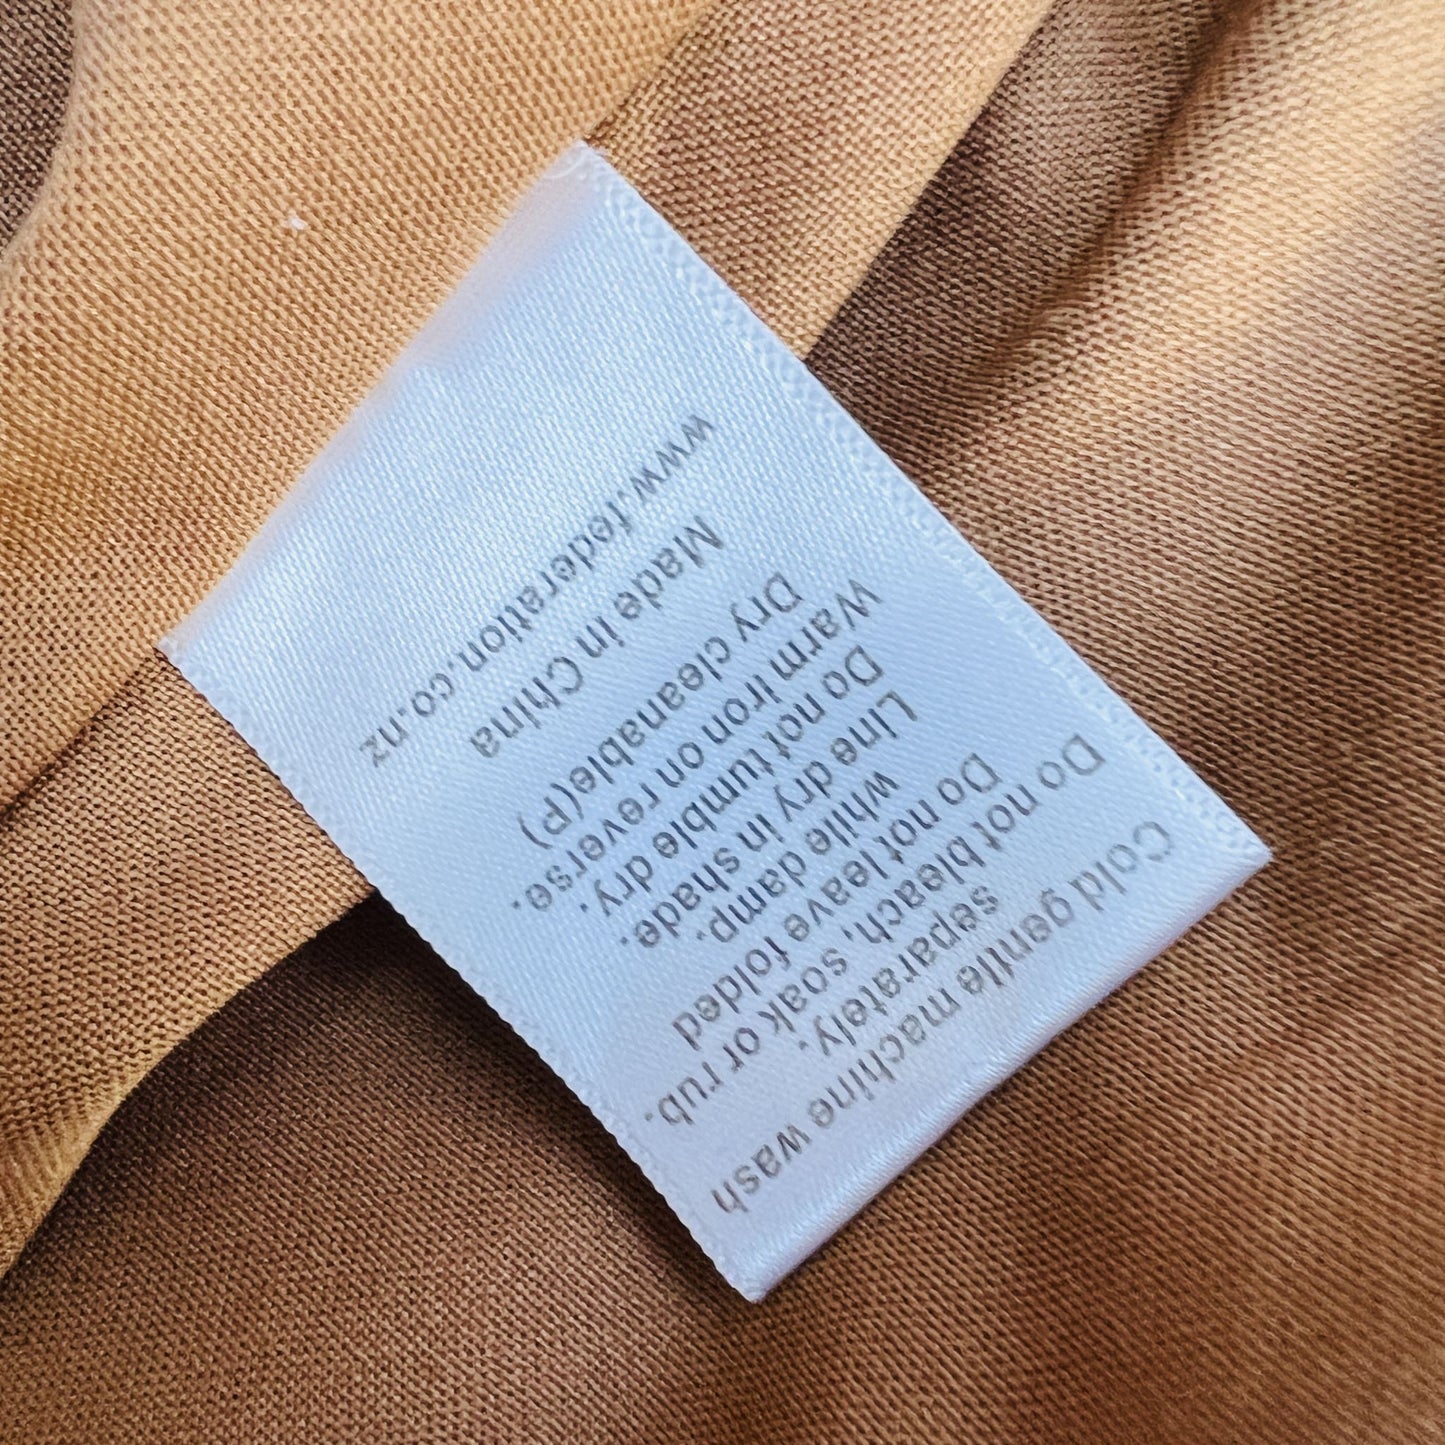 Cold gentle machine wash
separately.
Do not bleach, soak or rub.
Do not leave folded
while damp.
Line dry in shade.
Do not tumble dry.
Warm iron on reverse.
Dry cleanable(P)
Made in China
www.federation.co.nz